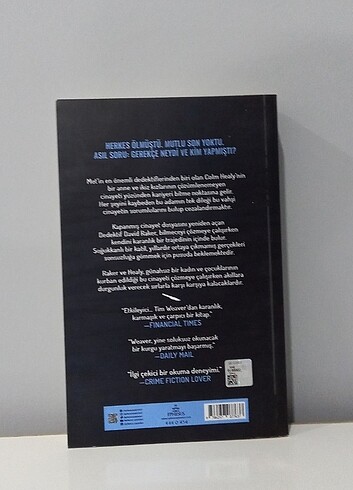 HERKES ÖLMÜŞTÜ. MUTLU SON YOKTU.
ASIL SORU: GEREKÇE NEYDİ VE KİM YAPMIŞTI?
Met'in en önemli dedektiflerinden biri olan Colm Healy'nin
bir anne ve ikiz kızlarının çözümlenemeyen
cinayeti yüzünden kariyeri bitme noktasına gelir.
Her şeyini kaybeden bu adamın tek dileği bu vahşi
cinayetin sorumlularını bulup cezalandırmaktır.
Kapanmış cinayet dosyasını yeniden açan
Dedektif David Raker, bilmeceyi çözmeye çalışırken
kendini karanlık bir trajedinin içinde bulur.
Soğukkanlı bir katil, yıllardır ortaya çıkmamış gerçekleri
sonsuzluğa gömmek için pusuda beklemektedir.
Raker ve Healy, günahsız bir kadın ve çocuklarının
kurban edildiği bu cinayeti çözmeye çalışırken akıllara
durgunluk verecek sırlarla karşı karşıya kalacaklardır.
"Etkileyici... Tim Weaver'dan karanlık,
karmaşık ve çarpıcı bir kitap."
—FINANCIAL TIMES
"Weaver, yine soluksuz okunacak
bir kurgu yaratmayı başarmış."
—DAILY MAIL
"İlgi çekici bir okuma deneyimi."
—CRIME FICTION LOVER
EPHESUS
444 0 454